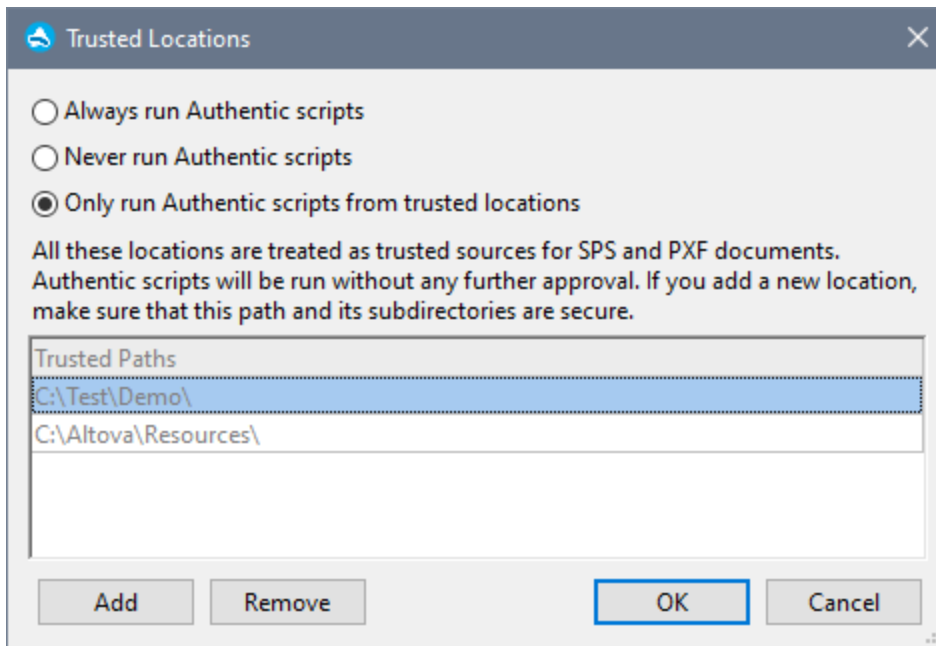 Trusted Locations
Always run Authentic scripts
Never run Authentic scripts
Only run Authentic scripts from trusted locations
All these locations are treated as trusted sources for SPS and PXF documents.
Authentic scripts will be run without any further approval. If you add a new location,
make sure that this path and its subdirectories are secure.
Trusted Paths
C:\Test\Demo\
C:\Altova\Resources\
Add Remove OK Cancel